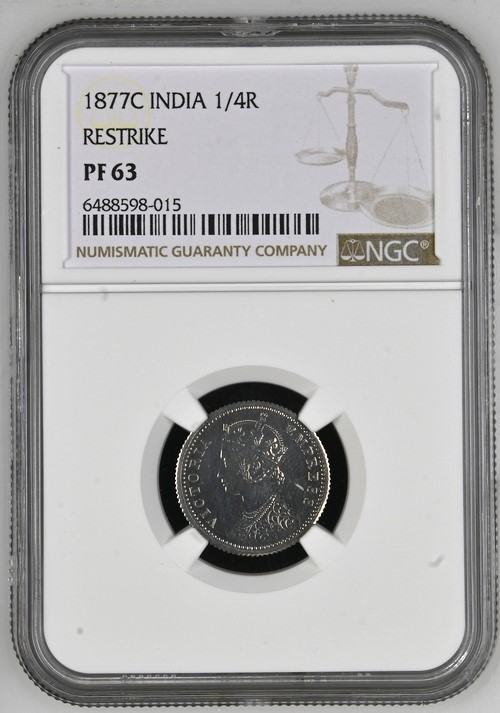 1877C INDIA 1/4R
RESTRIKE
PF 63
6488598-015
NUMISMATIC GUARANTY COMPANY
NGC®
VICTORIA EMPRESS